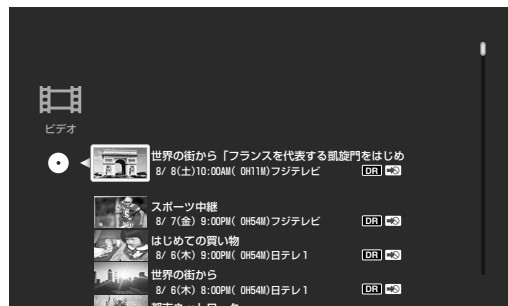 ビデオ
世界の街から「フランスを代表する凱旋門をはじめ
8/ 8(土)10:00AM( 0H11M)フジテレビ DR
スポーツ中継
8/ 7(金) 9:00PM( 0H54M)フジテレビ DR
はじめての買い物
8/ 6(木) 9:00PM( 0H54M)日テレ1 DR
世界の街から
8/ 6(木) 8:00PM( 0H54M)日テレ1 DR